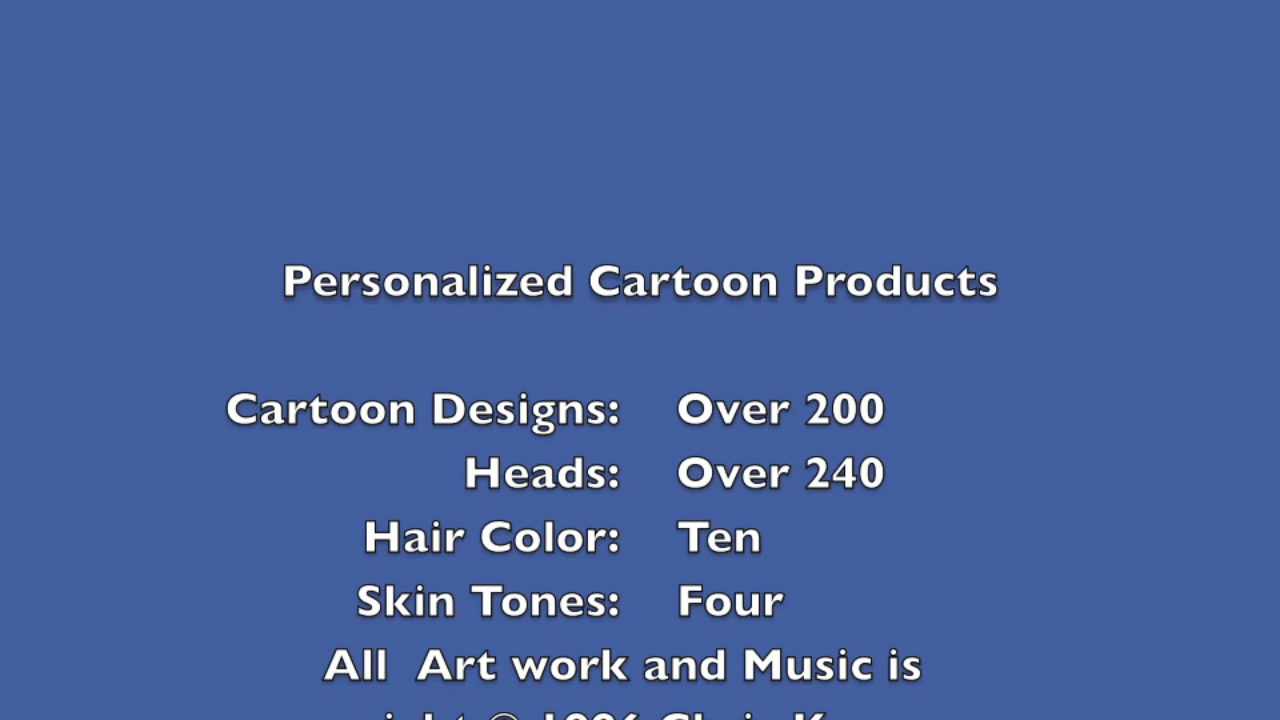 Personalized Cartoon Products
Cartoon Designs: Over 200
Heads: Over 240
Hair Color: Ten
Skin Tones: Four
All Art work and Music is